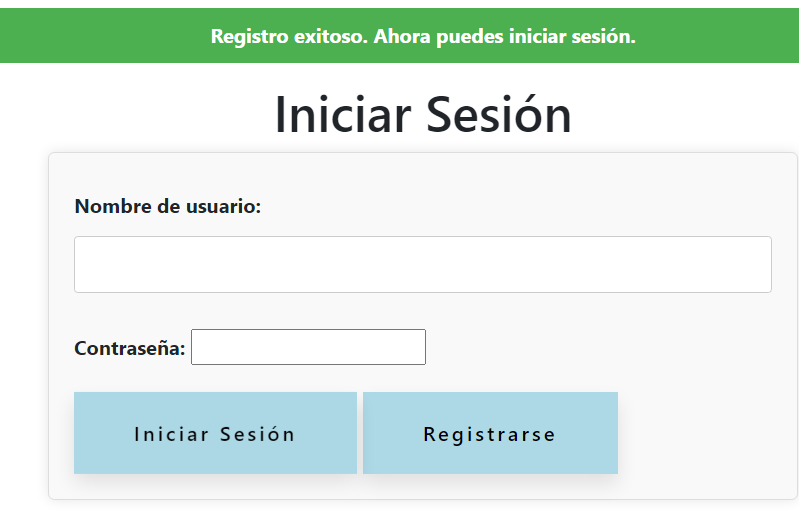 Registro exitoso. Ahora puedes iniciar sesión.
Iniciar Sesión
Nombre de usuario:
Contraseña:
Iniciar Sesión Registrarse